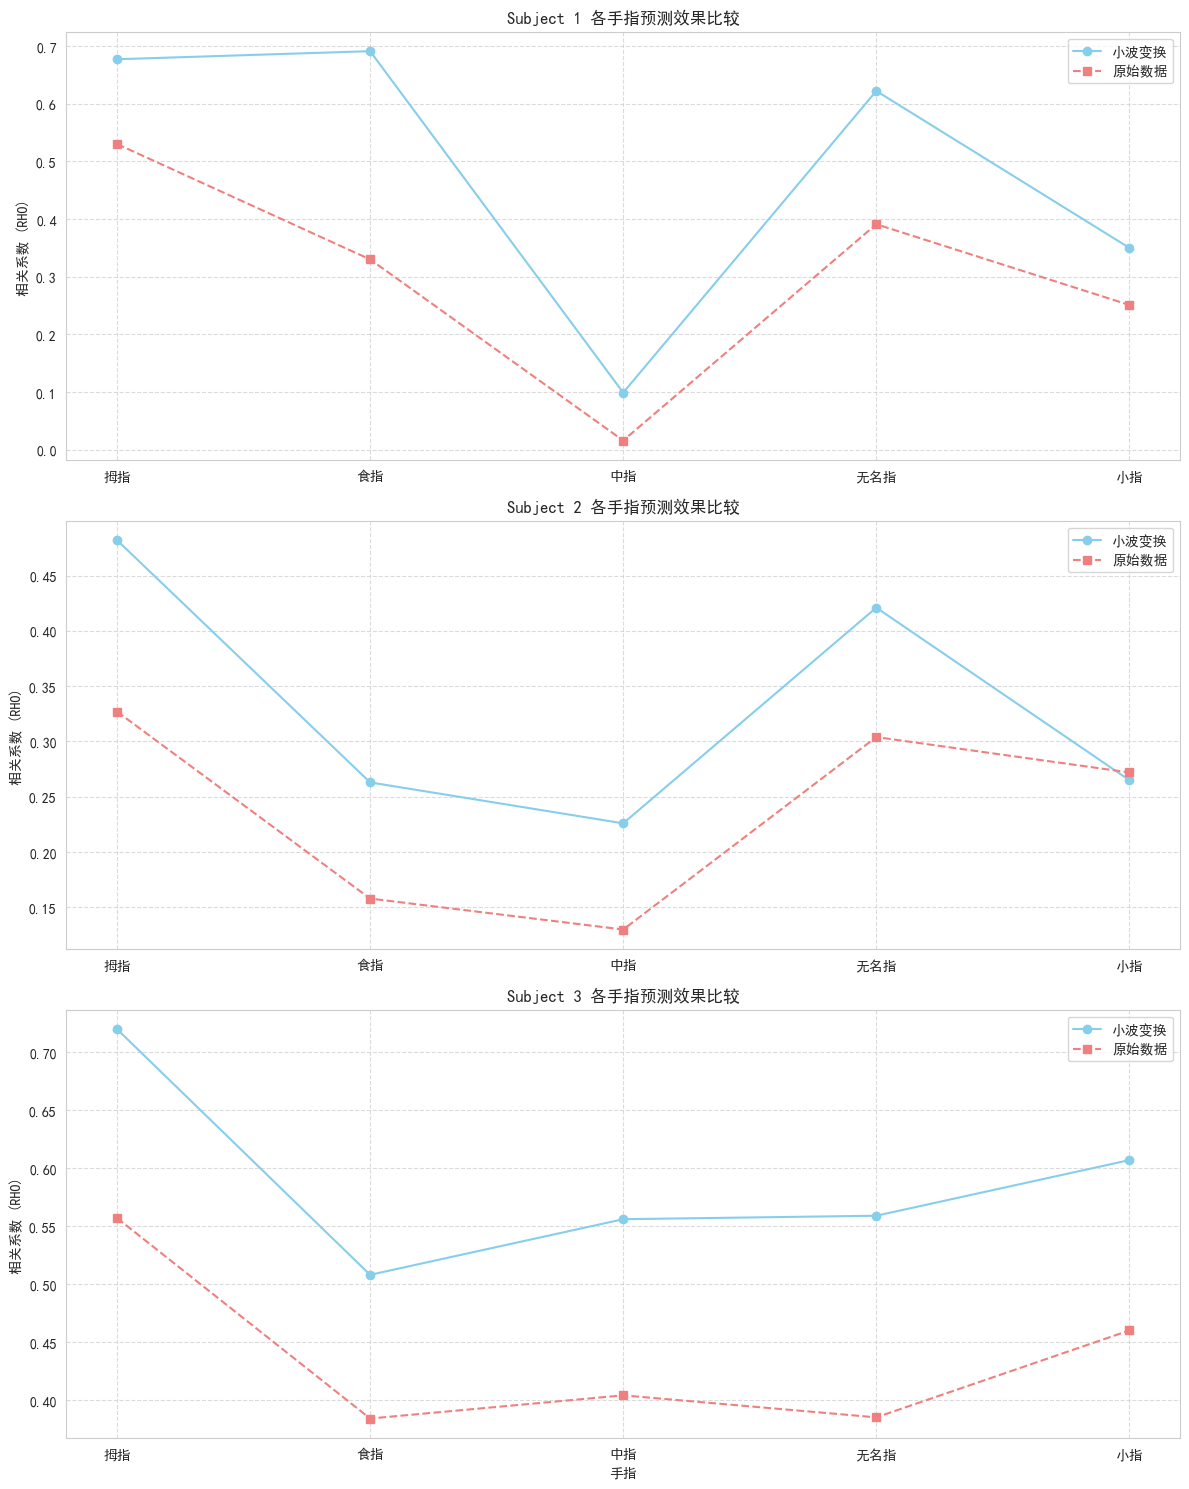 Subject 1 各手指预测效果比较
小波变换
原始数据
相关系数 (RHO)
0.7
0.6
0.5
0.4
0.3
0.2
0.1
0.0
拇指
食指
中指
无名指
小指
Subject 2 各手指预测效果比较
小波变换
原始数据
相关系数 (RHO)
0.45
0.40
0.35
0.30
0.25
0.20
0.15
拇指
食指
中指
无名指
小指
Subject 3 各手指预测效果比较
小波变换
原始数据
相关系数 (RHO)
0.70
0.65
0.60
0.55
0.50
0.45
0.40
拇指
食指
中指
无名指
小指
手指